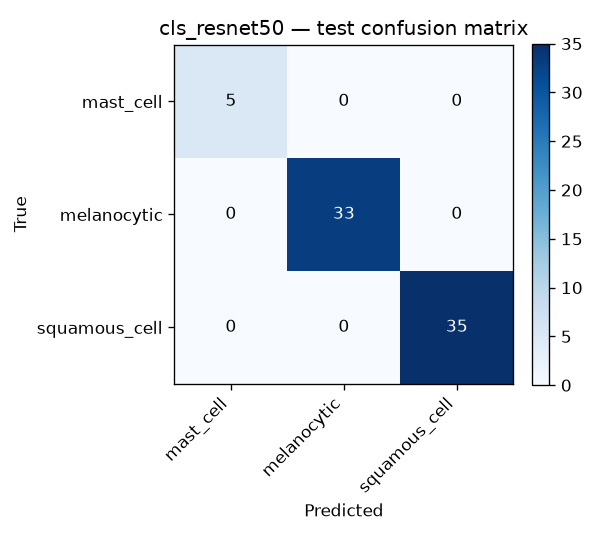 cls_resnet50 — test confusion matrix
mast_cell 5 0 0
melanocytic 0 33 0
squamous_cell 0 0 35
True
mast_cell
melanocytic
squamous_cell
Predicted
35
30
25
20
15
10
5
0